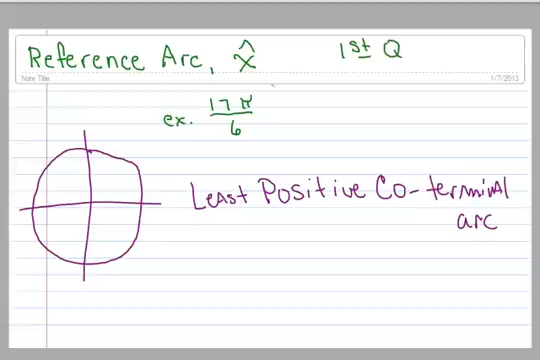 Reference Arc, x̂
1st Q
Note Title
1/7/2013
ex. 17π/6
Least Positive Co-terminal
arc